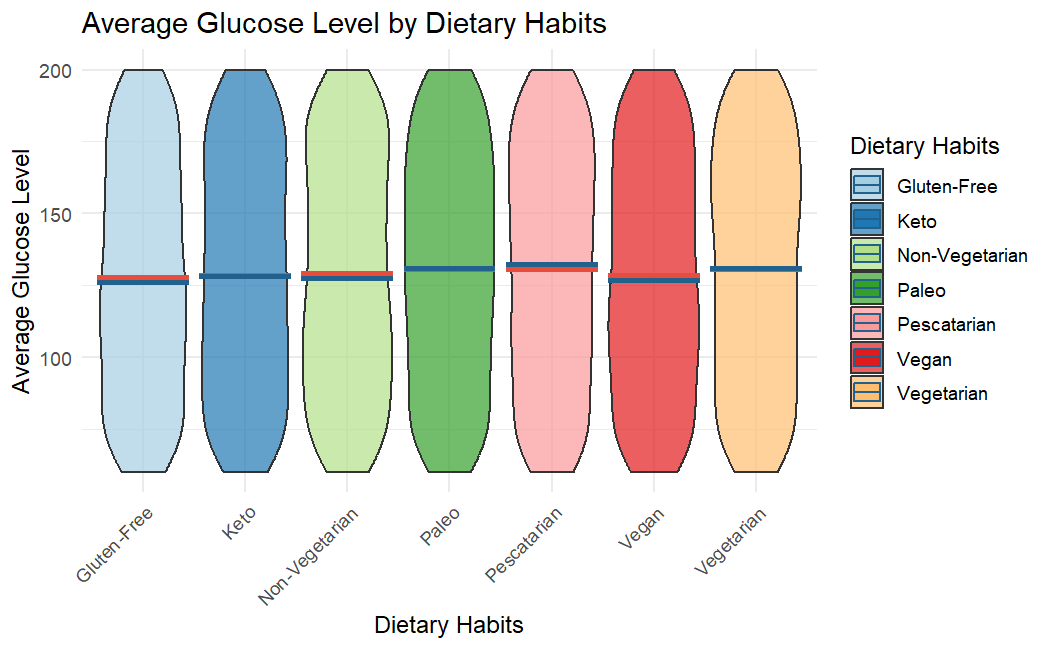 Average Glucose Level by Dietary Habits
Average Glucose Level
200
150
100
Gluten-Free
Keto
Non-Vegetarian
Paleo
Pescatarian
Vegan
Vegetarian
Dietary Habits
Dietary Habits
Gluten-Free
Keto
Non-Vegetarian
Paleo
Pescatarian
Vegan
Vegetarian